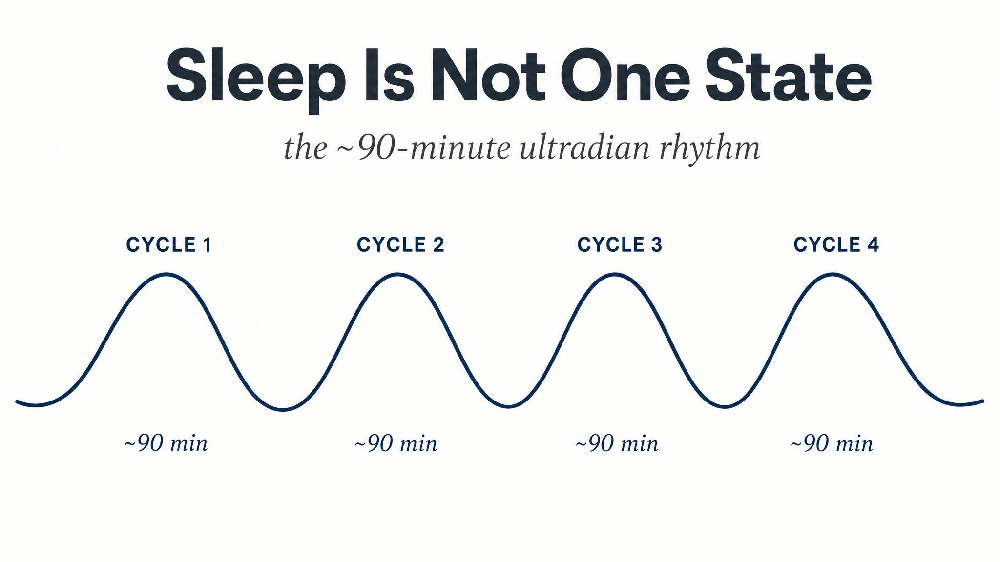 Sleep Is Not One State
the ~90-minute ultradian rhythm
CYCLE 1
CYCLE 2
CYCLE 3
CYCLE 4
~90 min
~90 min
~90 min
~90 min